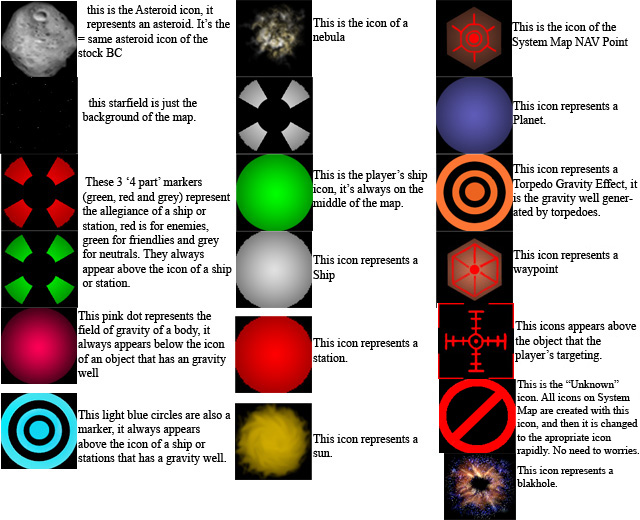 this is the Asteroid icon, it
represents an asteroid. It's the
= same asteroid icon of the
stock BC
this starfield is just the
background of the map.
These 3 '4 part' markers
(green, red and grey) represent
the allegiance of a ship or
station, red is for enemies,
green for friendlies and grey
for neutrals. They always
appear above the icon of a ship
or station.
This pink dot represents the
field of gravity of a body, it
always appears below the icon
of an object that has an gravity
well
This light blue circles are also a
marker, it always appears
above the icon of a ship or
stations that has a gravity well.
This is the icon of a
nebula
This is the player's ship
icon, it's always on the
middle of the map.
This icon represents a
Ship
This icon represents a
station.
This icon represents a
sun.
This is the icon of the
System Map NAV Point
This icon represents a
Planet.
This icon represents a
Torpedo Gravity Effect, it
is the gravity well gener-
ated by torpedoes.
This icon represents a
waypoint
This icons appears above
the object that the
player's targeting.
This is the "Unknown"
icon. All icons on System
Map are created with this
icon, and then it is changed
to the apropriate icon
rapidly. No need to worries.
This icon represents a
blakhole.